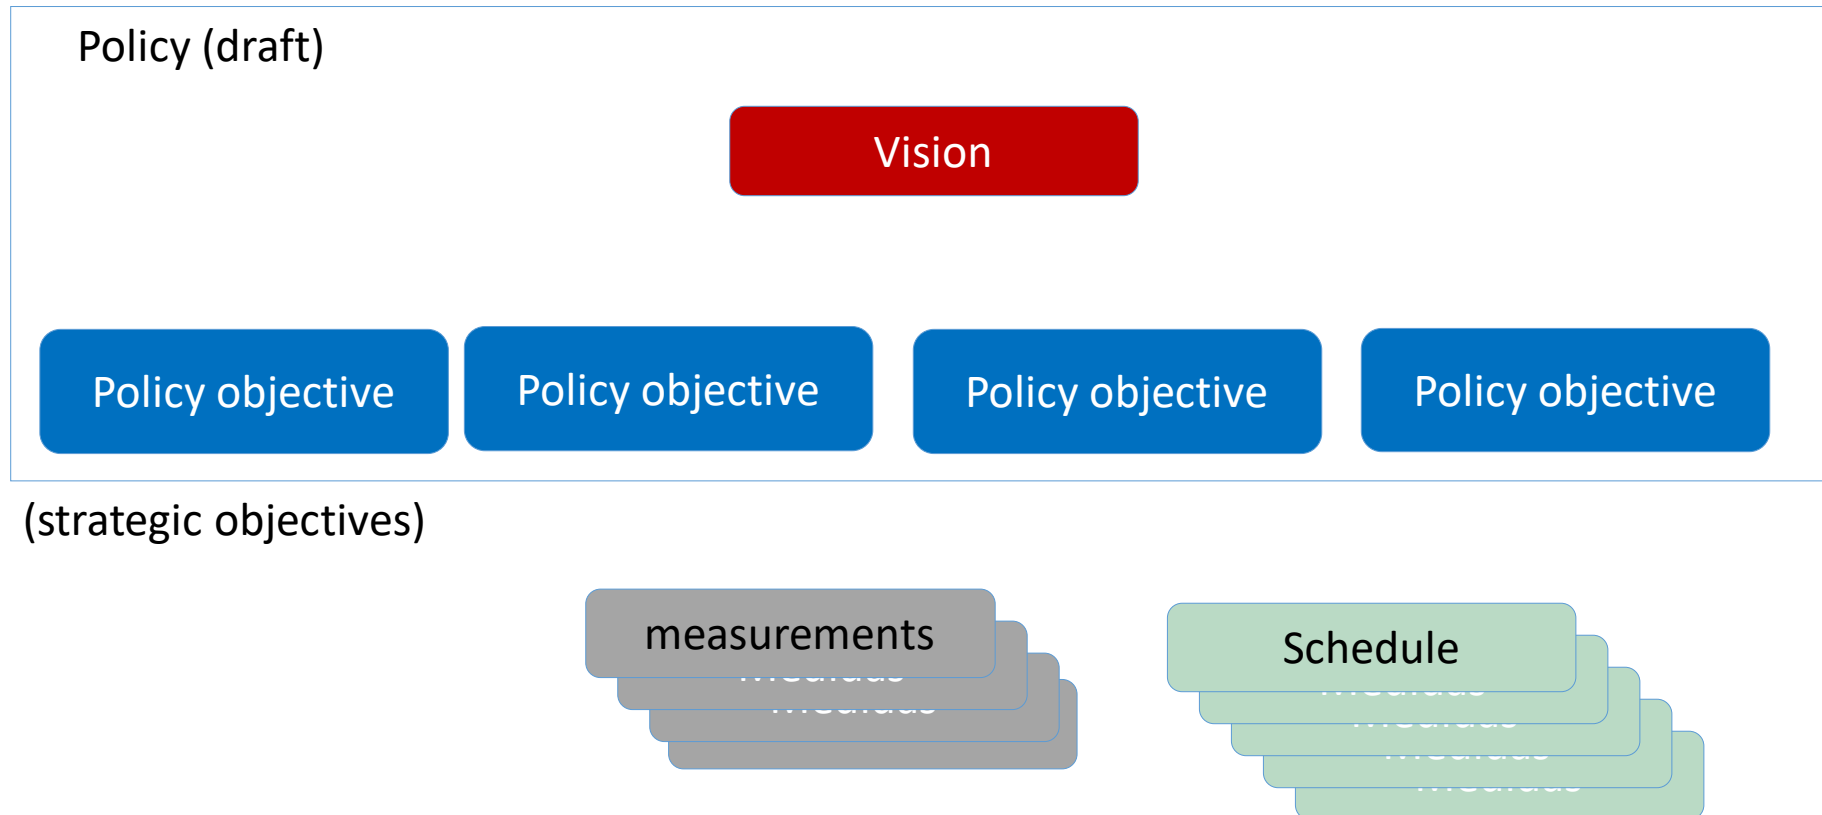 Policy (draft)
Vision
Policy objective
Policy objective
Policy objective
Policy objective
(strategic objectives)
measurements
Schedule